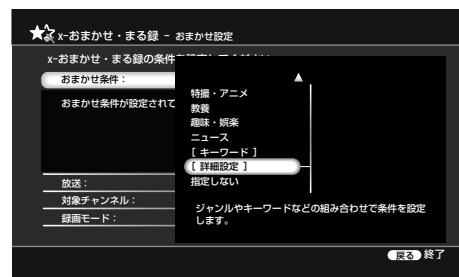 x-おまかせ・まる録 - おまかせ設定
x-おまかせ・まる録の条件
おまかせ条件：
おまかせ条件が設定されて
特撮・アニメ
教養
趣味・娯楽
ニュース
[ キーワード ]
[ 詳細設定 ]
指定しない
ジャンルやキーワードなどの組み合わせで条件を設定
します。
放送：
対象チャンネル：
録画モード：
戻る 終了